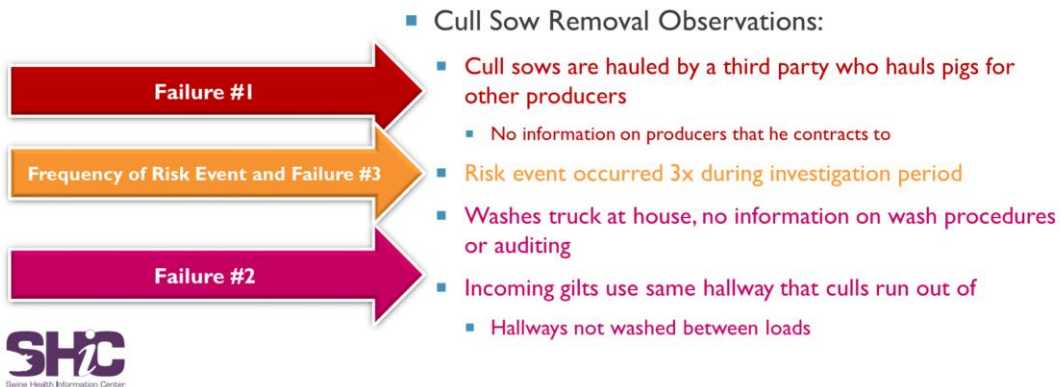 Cull Sow Removal Observations:
Failure #1
Cull sows are hauled by a third party who hauls pigs for
other producers
No information on producers that he contracts to
Frequency of Risk Event and Failure #3
Risk event occurred 3x during investigation period
Washes truck at house, no information on wash procedures
or auditing
Failure #2
Incoming gilts use same hallway that culls run out of
Hallways not washed between loads
SHiC
Swine Health Information Center